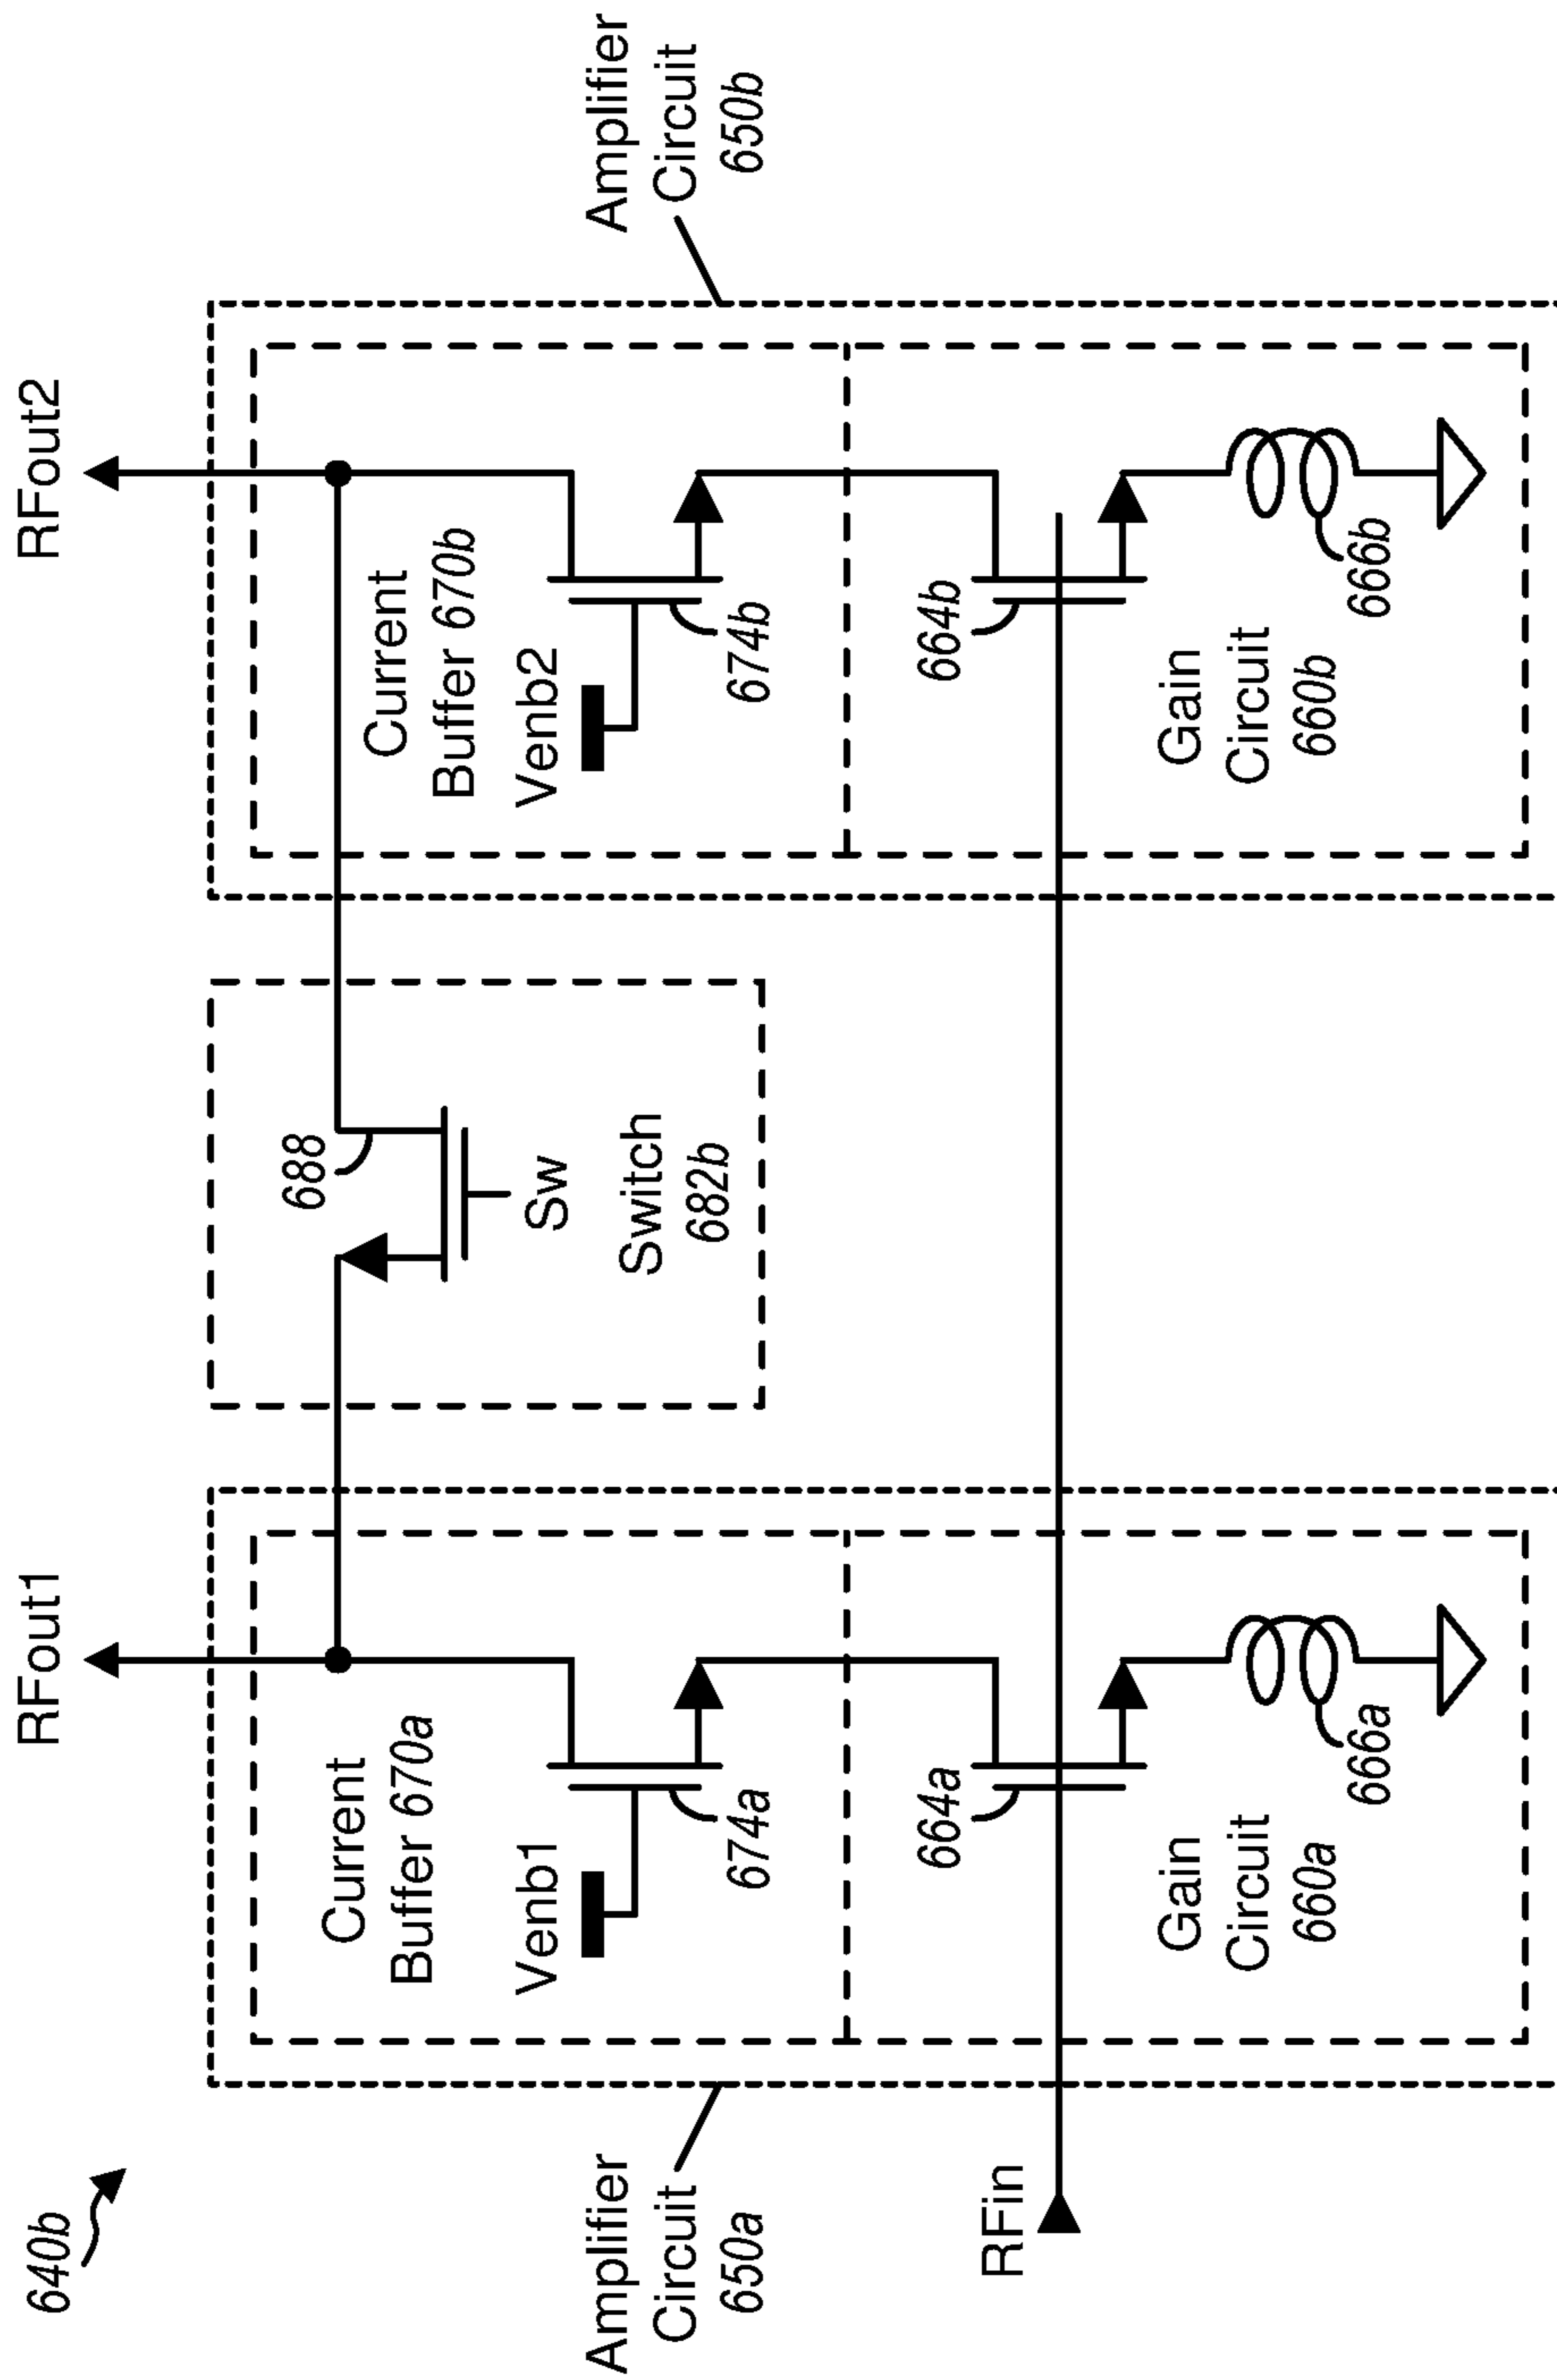 640b
RFout1
RFout2
Amplifier
Circuit
650a
Current
Buffer 670a
Venb1
674a
688
Sw
Switch
682b
Current
Buffer 670b
Venb2
674b
Amplifier
Circuit
650b
RFin
664a
Gain
Circuit
660a
666a
664b
Gain
Circuit
660b
666b